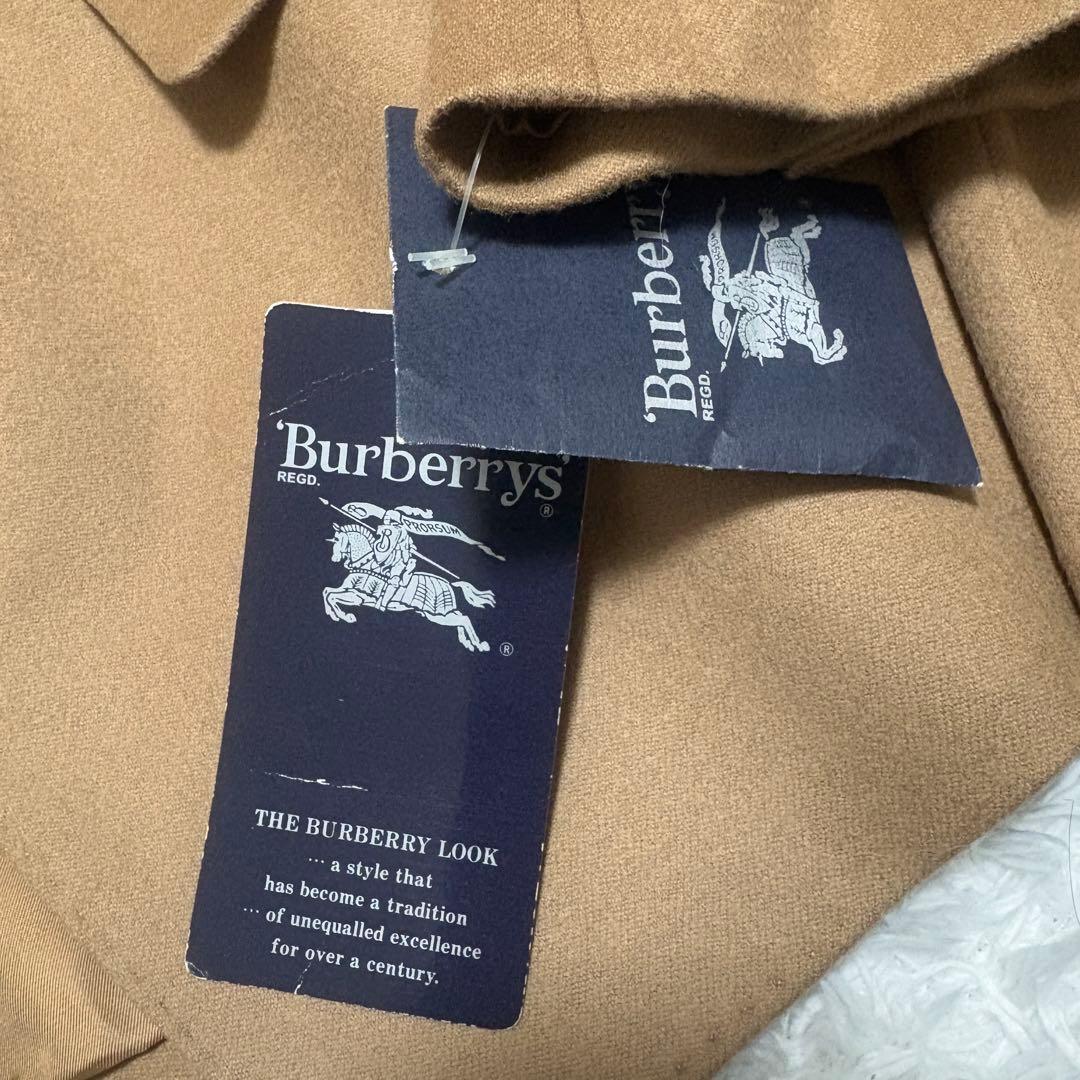 'Burberr
REGD.
PRORSUM
'Burberrys'
REGD.
®
PRORSUM
®
THE BURBERRY LOOK
··· a style that
has become a tradition
··· of unequalled excellence
for over a century.